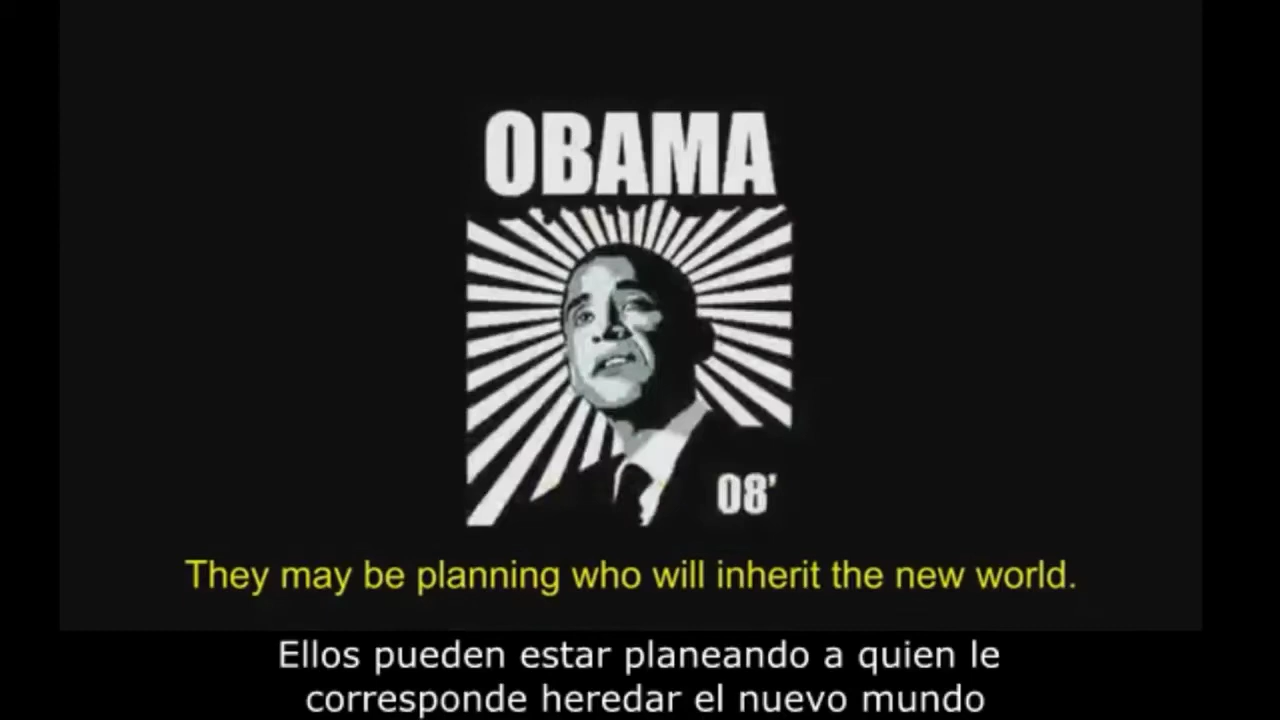 OBAMA
08'
They may be planning who will inherit the new world.
Ellos pueden estar planeando a quien le
corresponde heredar el nuevo mundo